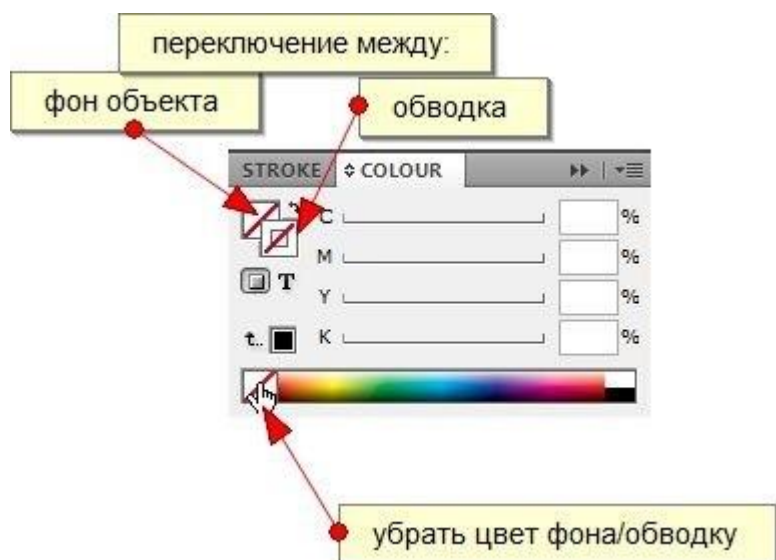 переключение между:
фон объекта
обводка
STROKE
COLOUR
C %
M %
T
Y %
t..
K %
убрать цвет фона/обводку